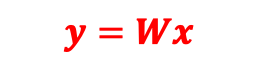 y = Wx